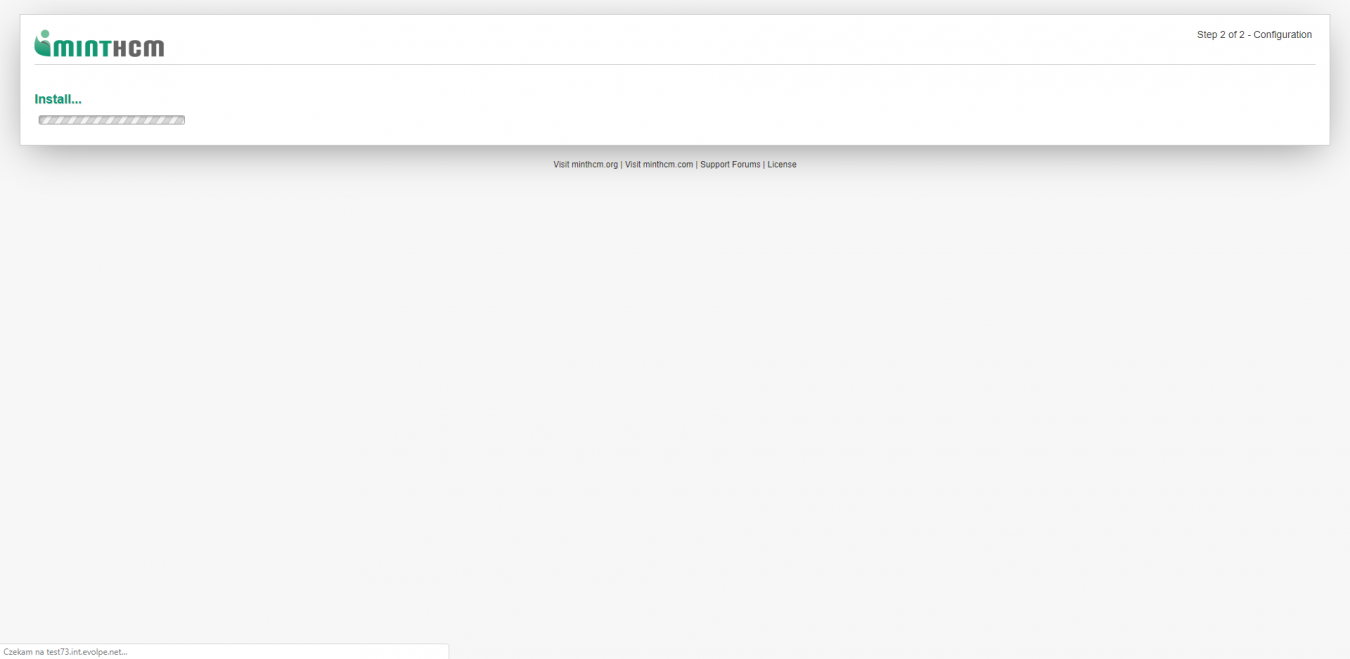 MINTHCM
Step 2 of 2 - Configuration
Install...
Visit minthcm.org | Visit minthcm.com | Support Forums | License
Czekam na test73.int.evolpe.net...